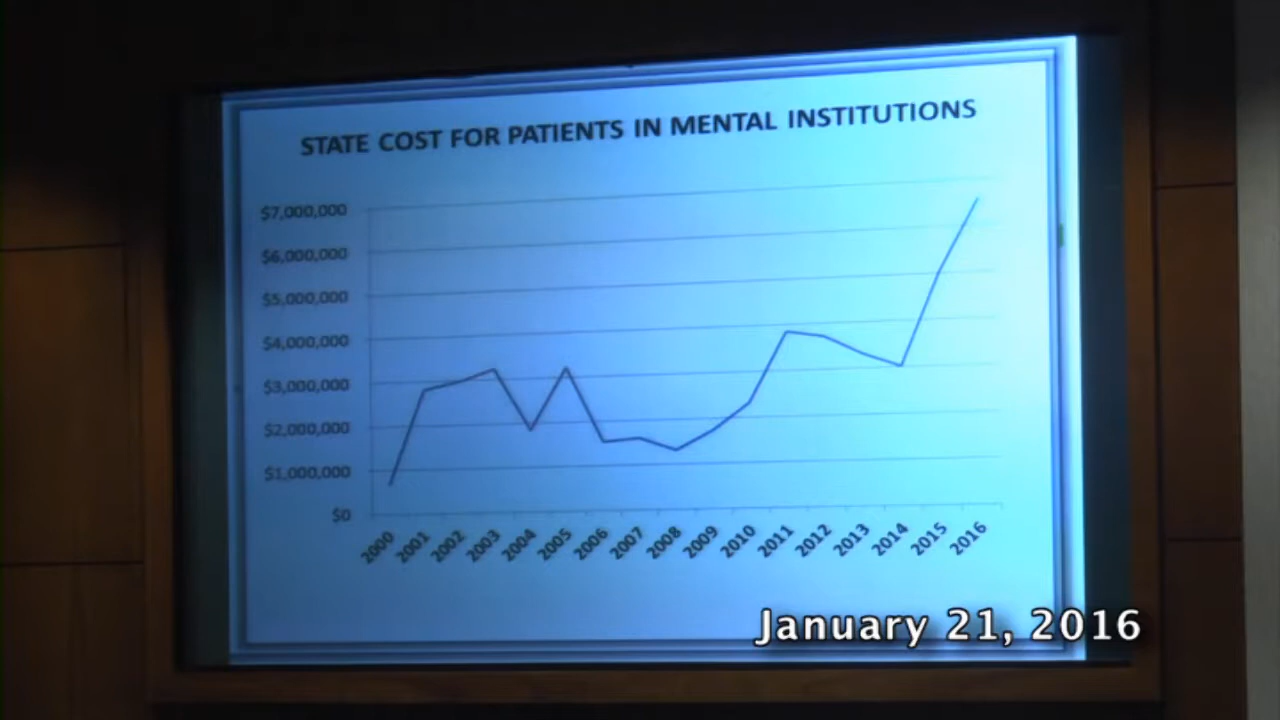 STATE COST FOR PATIENTS IN MENTAL INSTITUTIONS
$7,000,000
$6,000,000
$5,000,000
$4,000,000
$3,000,000
$2,000,000
$1,000,000
$0
2000 2001 2002 2003 2004 2005 2006 2007 2008 2009 2010 2011 2012 2013 2014 2015 2016
January 21, 2016